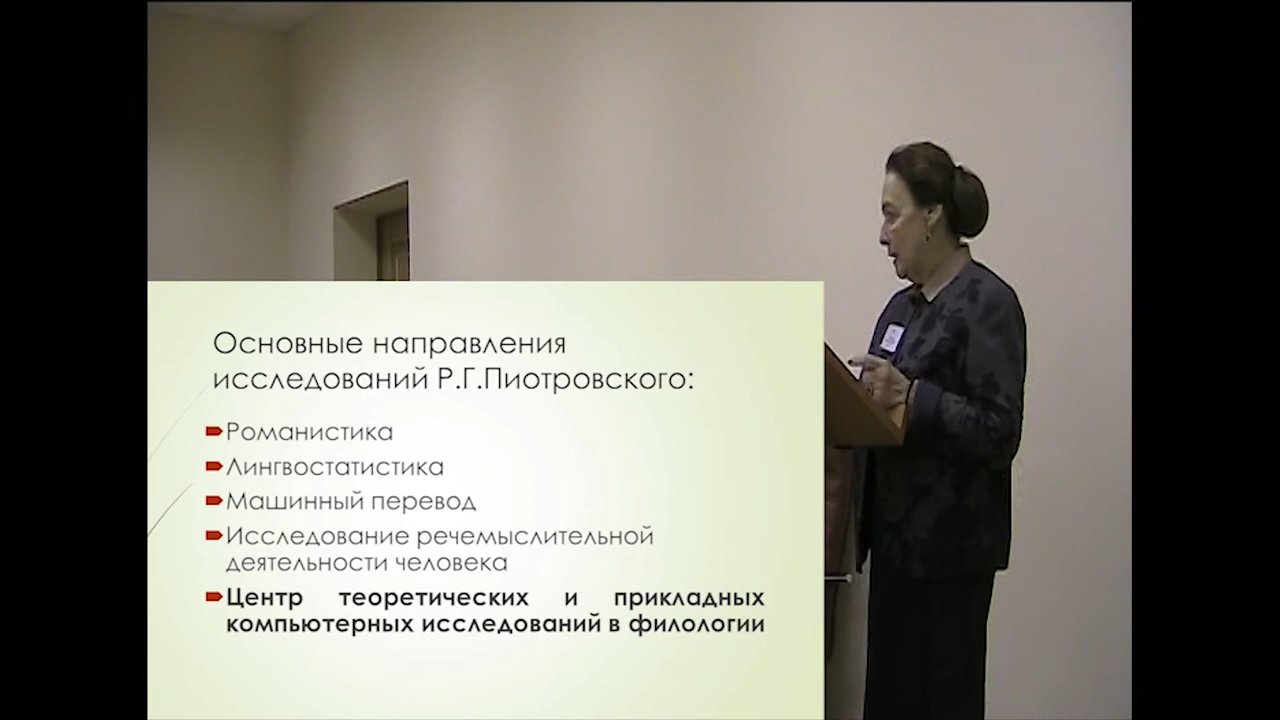 Основные направления
исследований Р.Г.Пиотровского:
Романистика
Лингвостатистика
Машинный перевод
Исследование речемыслительной
деятельности человека
Центр теоретических и прикладных
компьютерных исследований в филологии